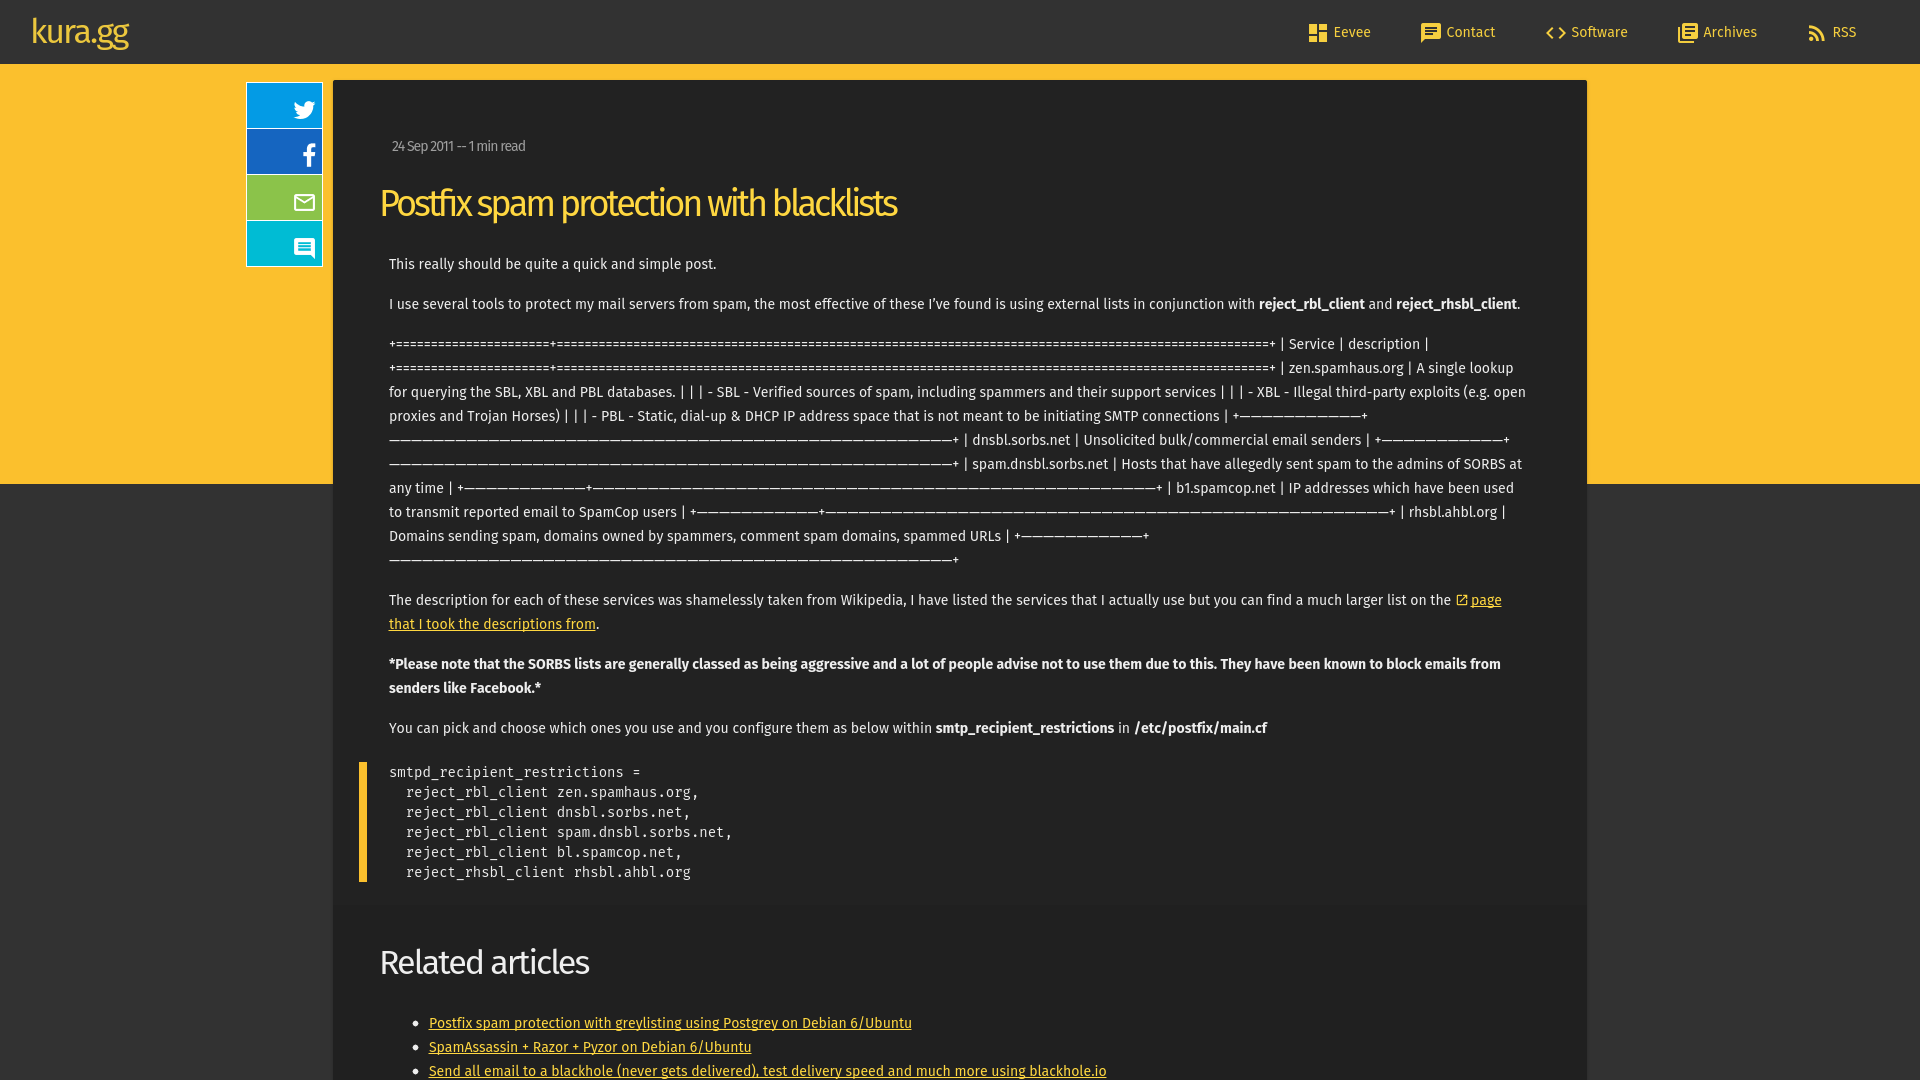 kura.gg
Eevee
Contact
Software
Archives
RSS
24 Sep 2011 -- 1 min read
Postfix spam protection with blacklists
This really should be quite a quick and simple post.
I use several tools to protect my mail servers from spam, the most effective of these I’ve found is using external lists in conjunction with reject_rbl_client and reject_rhsbl_client.
+======================+======================================================================================================+ | Service | description |
+======================+======================================================================================================+ | zen.spamhaus.org | A single lookup
for querying the SBL, XBL and PBL databases. | | | - SBL - Verified sources of spam, including spammers and their support services | | | - XBL - Illegal third-party exploits (e.g. open
proxies and Trojan Horses) | | | - PBL - Static, dial-up & DHCP IP address space that is not meant to be initiating SMTP connections | +———————————–+
—————————————————————————————————————————————————+ | dnsbl.sorbs.net | Unsolicited bulk/commercial email senders | +———————————–+
—————————————————————————————————————————————————+ | spam.dnsbl.sorbs.net | Hosts that have allegedly sent spam to the admins of SORBS at
any time | +———————————–+—————————————————————————————————————————————————+ | b1.spamcop.net | IP addresses which have been used
to transmit reported email to SpamCop users | +———————————–+—————————————————————————————————————————————————+ | rhsbl.ahbl.org |
Domains sending spam, domains owned by spammers, comment spam domains, spammed URLs | +———————————–+
—————————————————————————————————————————————————+
The description for each of these services was shamelessly taken from Wikipedia, I have listed the services that I actually use but you can find a much larger list on the page
that I took the descriptions from.
*Please note that the SORBS lists are generally classed as being aggressive and a lot of people advise not to use them due to this. They have been known to block emails from
senders like Facebook.*
You can pick and choose which ones you use and you configure them as below within smtp_recipient_restrictions in /etc/postfix/main.cf
smtpd_recipient_restrictions =
reject_rbl_client zen.spamhaus.org,
reject_rbl_client dnsbl.sorbs.net,
reject_rbl_client spam.dnsbl.sorbs.net,
reject_rbl_client bl.spamcop.net,
reject_rhsbl_client rhsbl.ahbl.org
Related articles
Postfix spam protection with greylisting using Postgrey on Debian 6/Ubuntu
SpamAssassin + Razor + Pyzor on Debian 6/Ubuntu
Send all email to a blackhole (never gets delivered), test delivery speed and much more using blackhole.io